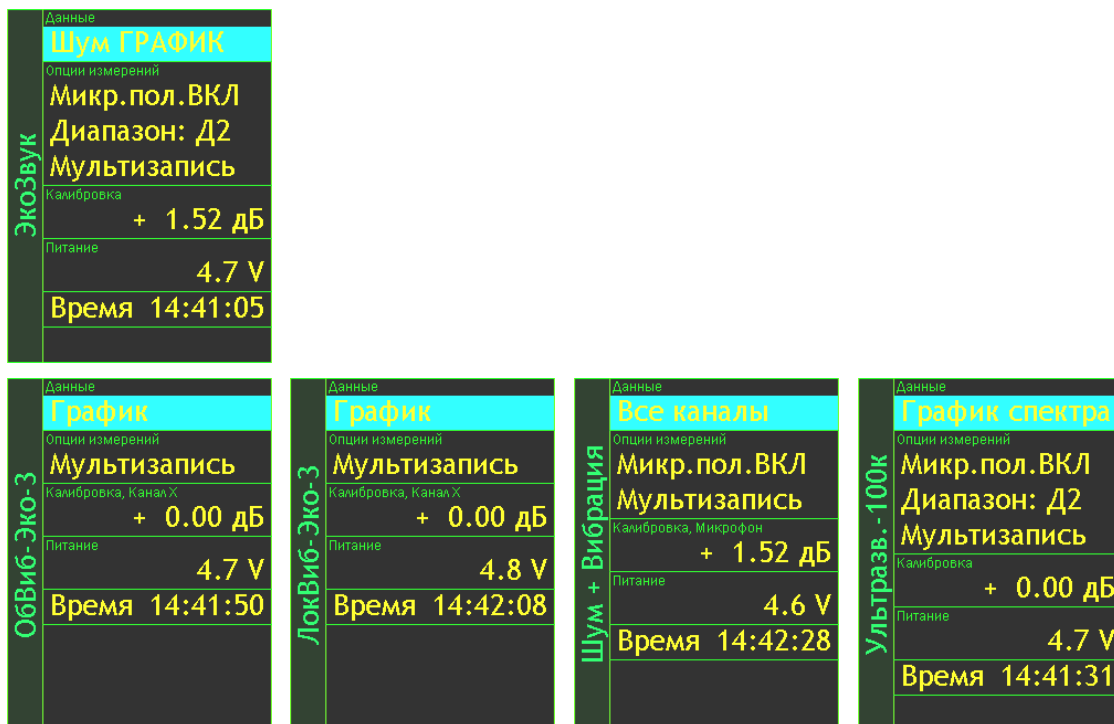 ЭкоЗвук
Данные
Шум ГРАФИК
Опции измерений
Микр.пол.ВКЛ
Диапазон: Д2
Мультизапись
Калибровка
+ 1.52 дБ
Питание
4.7 V
Время 14:41:05
ОбВиб-Эко-3
Данные
График
Опции измерений
Мультизапись
Калибровка, Канал X
+ 0.00 дБ
Питание
4.7 V
Время 14:41:50
ЛокВиб-Эко-3
Данные
График
Опции измерений
Мультизапись
Калибровка, Канал X
+ 0.00 дБ
Питание
4.8 V
Время 14:42:08
Шум + Вибрация
Данные
Все каналы
Опции измерений
Микр.пол.ВКЛ
Мультизапись
Калибровка, Микрофон
+ 1.52 дБ
Питание
4.6 V
Время 14:42:28
Ультразв.-100к
Данные
График спектра
Опции измерений
Микр.пол.ВКЛ
Диапазон: Д2
Мультизапись
Калибровка
+ 0.00 дБ
Питание
4.7 V
Время 14:41:31